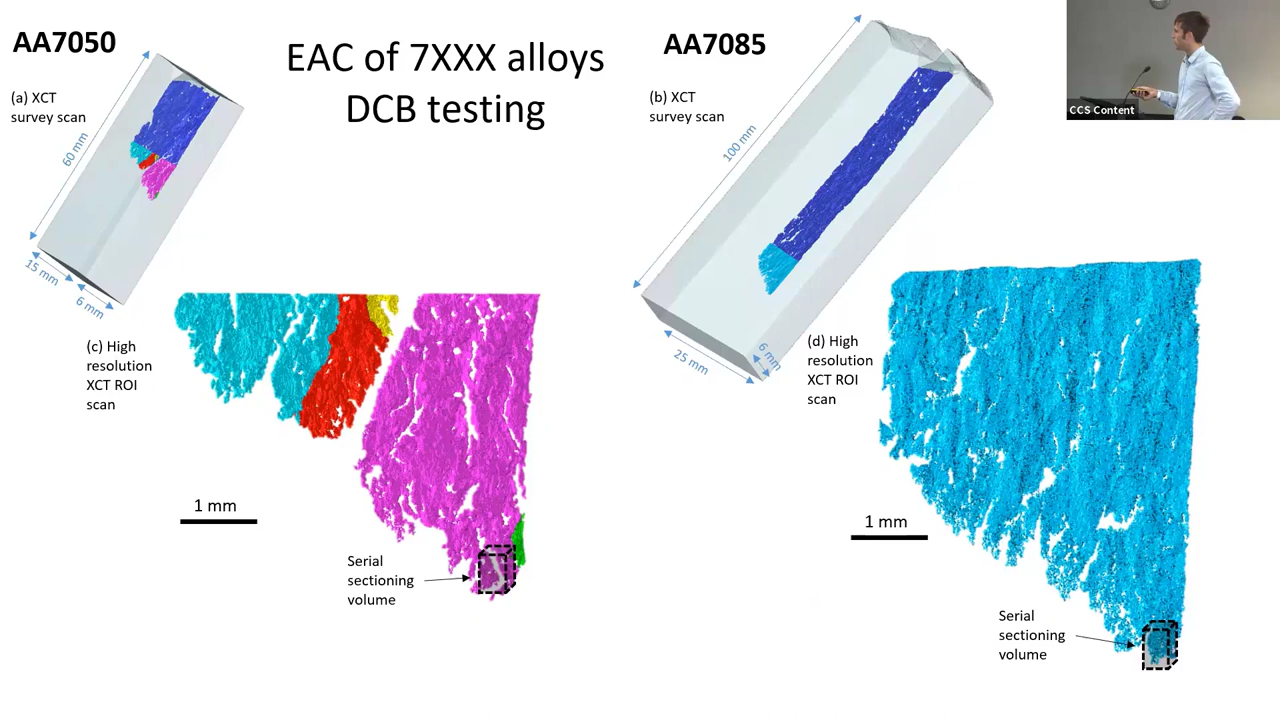 AA7050
EAC of 7XXX alloys
DCB testing
(a) XCT
survey scan
60 mm
15 mm
6 mm
AA7085
(b) XCT
survey scan
100 mm
25 mm
6 mm
CCS Content
(c) High
resolution
XCT ROI
scan
1 mm
Serial
sectioning
volume
(d) High
resolution
XCT ROI
scan
1 mm
Serial
sectioning
volume